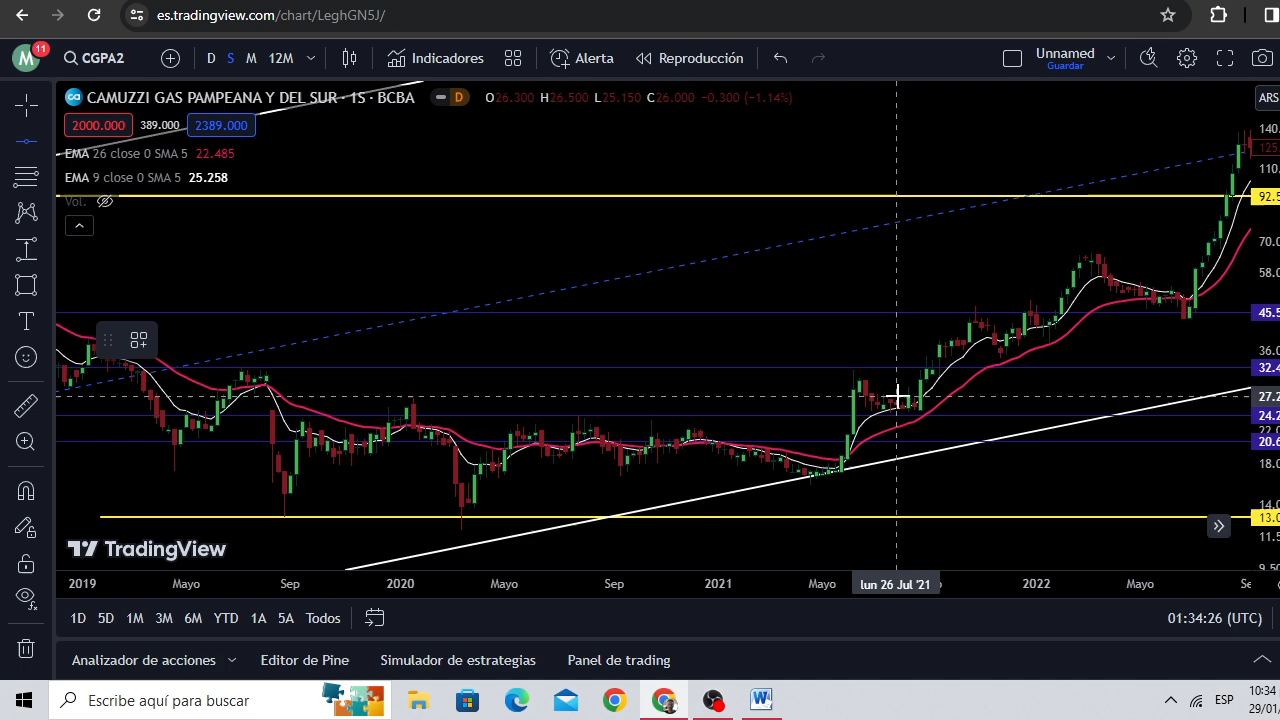 es.tradingview.com/chart/LeghGN5J/
M 11 CGPA2 D S M 12M Indicadores Alerta Reproducción Unnamed
Guardar
CAMUZZI GAS PAMPEANA Y DEL SUR · 1S · BCBA D O26.300 H26.500 L25.150 C26.000 -0.300 (-1.14%) ARS
2000.000 389.000 2389.000
EMA 26 close 0 SMA 5 22.485
EMA 9 close 0 SMA 5 25.258
Vol.
140.
125.
110.
92.5
70.0
58.0
45.5
36.0
32.4
27.2
24.2
22.0
20.6
18.0
14.0
13.0
11.5
9.50
TradingView
2019 Mayo Sep 2020 Mayo Sep 2021 Mayo lun 26 Jul '21 2022 Mayo Se
1D 5D 1M 3M 6M YTD 1A 5A Todos 01:34:26 (UTC)
Analizador de acciones Editor de Pine Simulador de estrategias Panel de trading
Escribe aquí para buscar ESP 10:34
29/01/